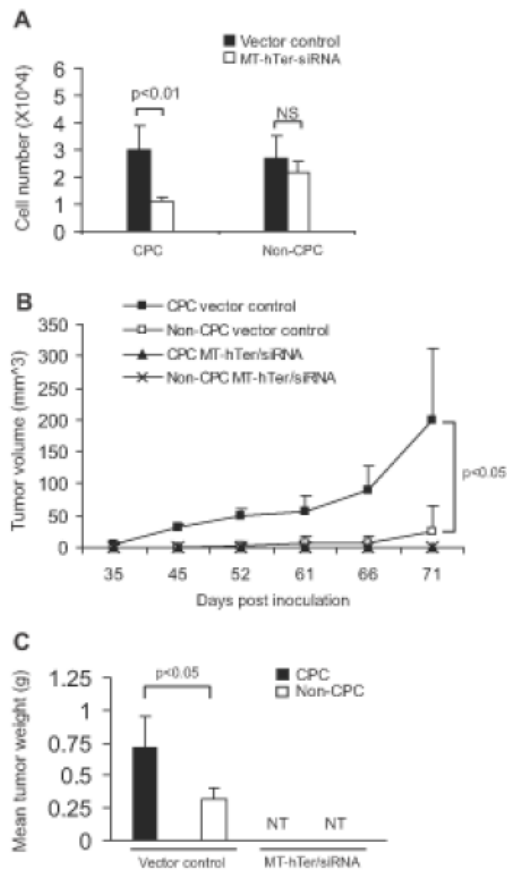 A
Vector control
MT-hTer-siRNA
Cell number (X10^4)
6
5
4
3
2
1
0
p<0.01
NS
CPC
Non-CPC
B
CPC vector control
Non-CPC vector control
CPC MT-hTer/siRNA
Non-CPC MT-hTer/siRNA
Tumor volume (mm^3)
350
300
250
200
150
100
50
0
p<0.05
35 45 52 61 66 71
Days post inoculation
C
CPC
Non-CPC
Mean tumor weight (g)
1.25
1
0.75
0.5
0.25
0
p<0.05
NT NT
Vector control
MT-hTer/siRNA